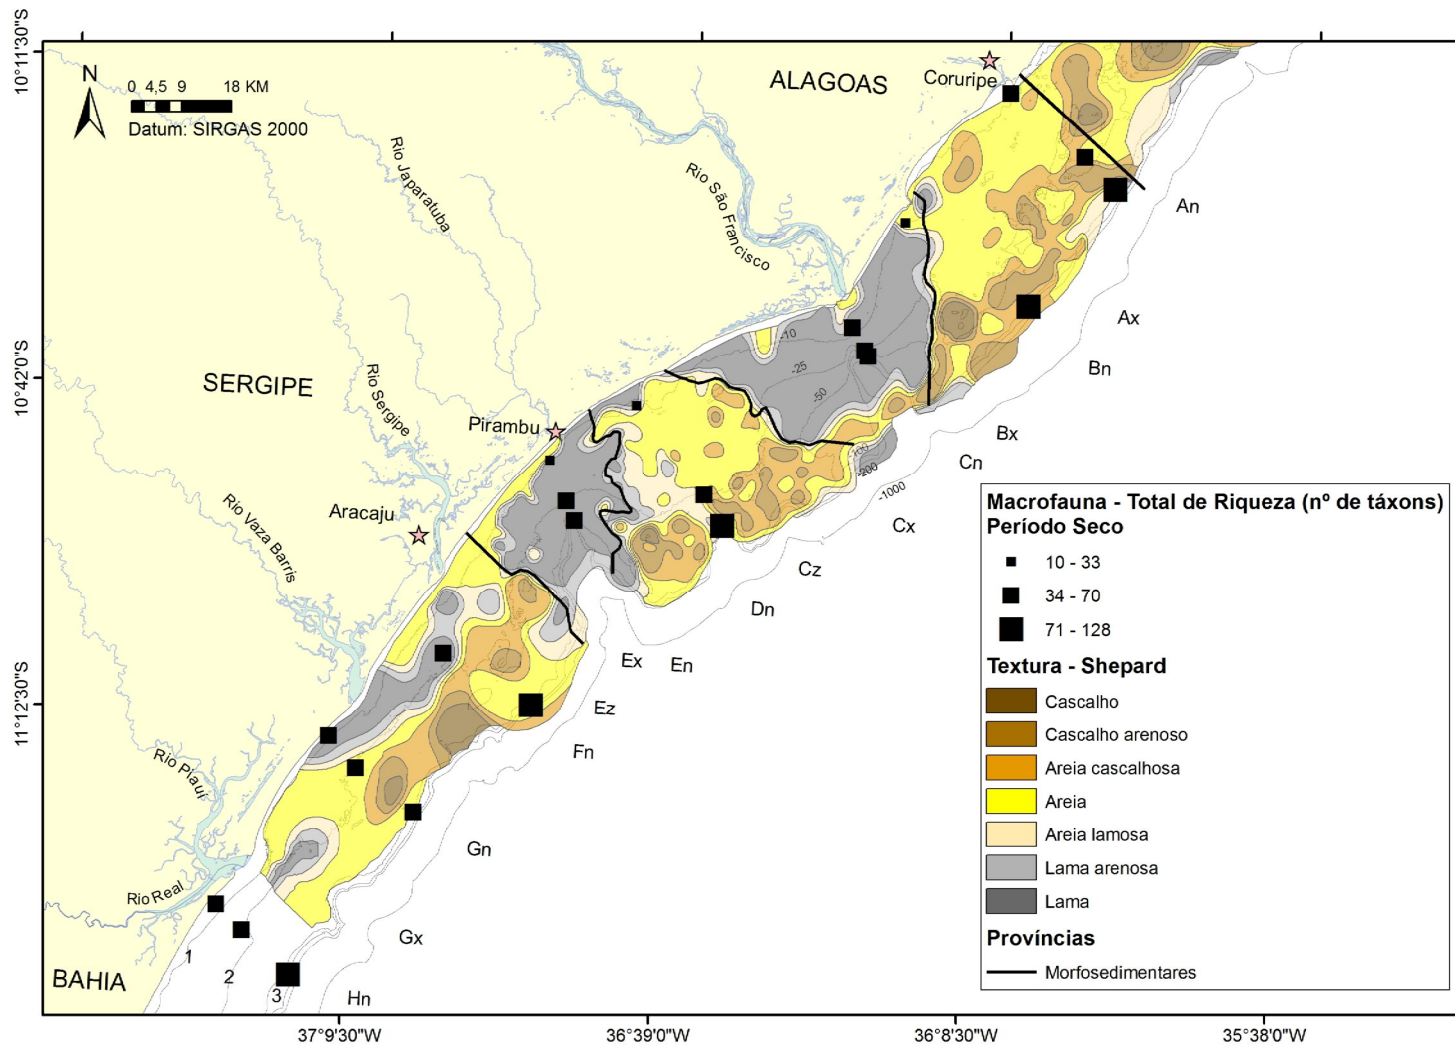 10°11'30"S
10°42'0"S
11°12'30"S
N
0 4,5 9 18 KM
Datum: SIRGAS 2000
ALAGOAS
Coruripe
Rio Japaratuba
Rio São Francisco
SERGIPE
Rio Sergipe
Pirambu
Aracaju
Rio Vaza Barris
Rio Piauí
Rio Real
BAHIA
-10
-25
-50
-100
-200
-1000
An
Ax
Bn
Bx
Cn
Cx
Cz
Dn
En
Ex
Ez
Fn
Gn
Gx
Hn
1
2
3
Macrofauna - Total de Riqueza (nº de táxons)
Período Seco
10 - 33
34 - 70
71 - 128
Textura - Shepard
Cascalho
Cascalho arenoso
Areia cascalhosa
Areia
Areia lamosa
Lama arenosa
Lama
Províncias
Morfosedimentares
37°9'30"W
36°39'0"W
36°8'30"W
35°38'0"W